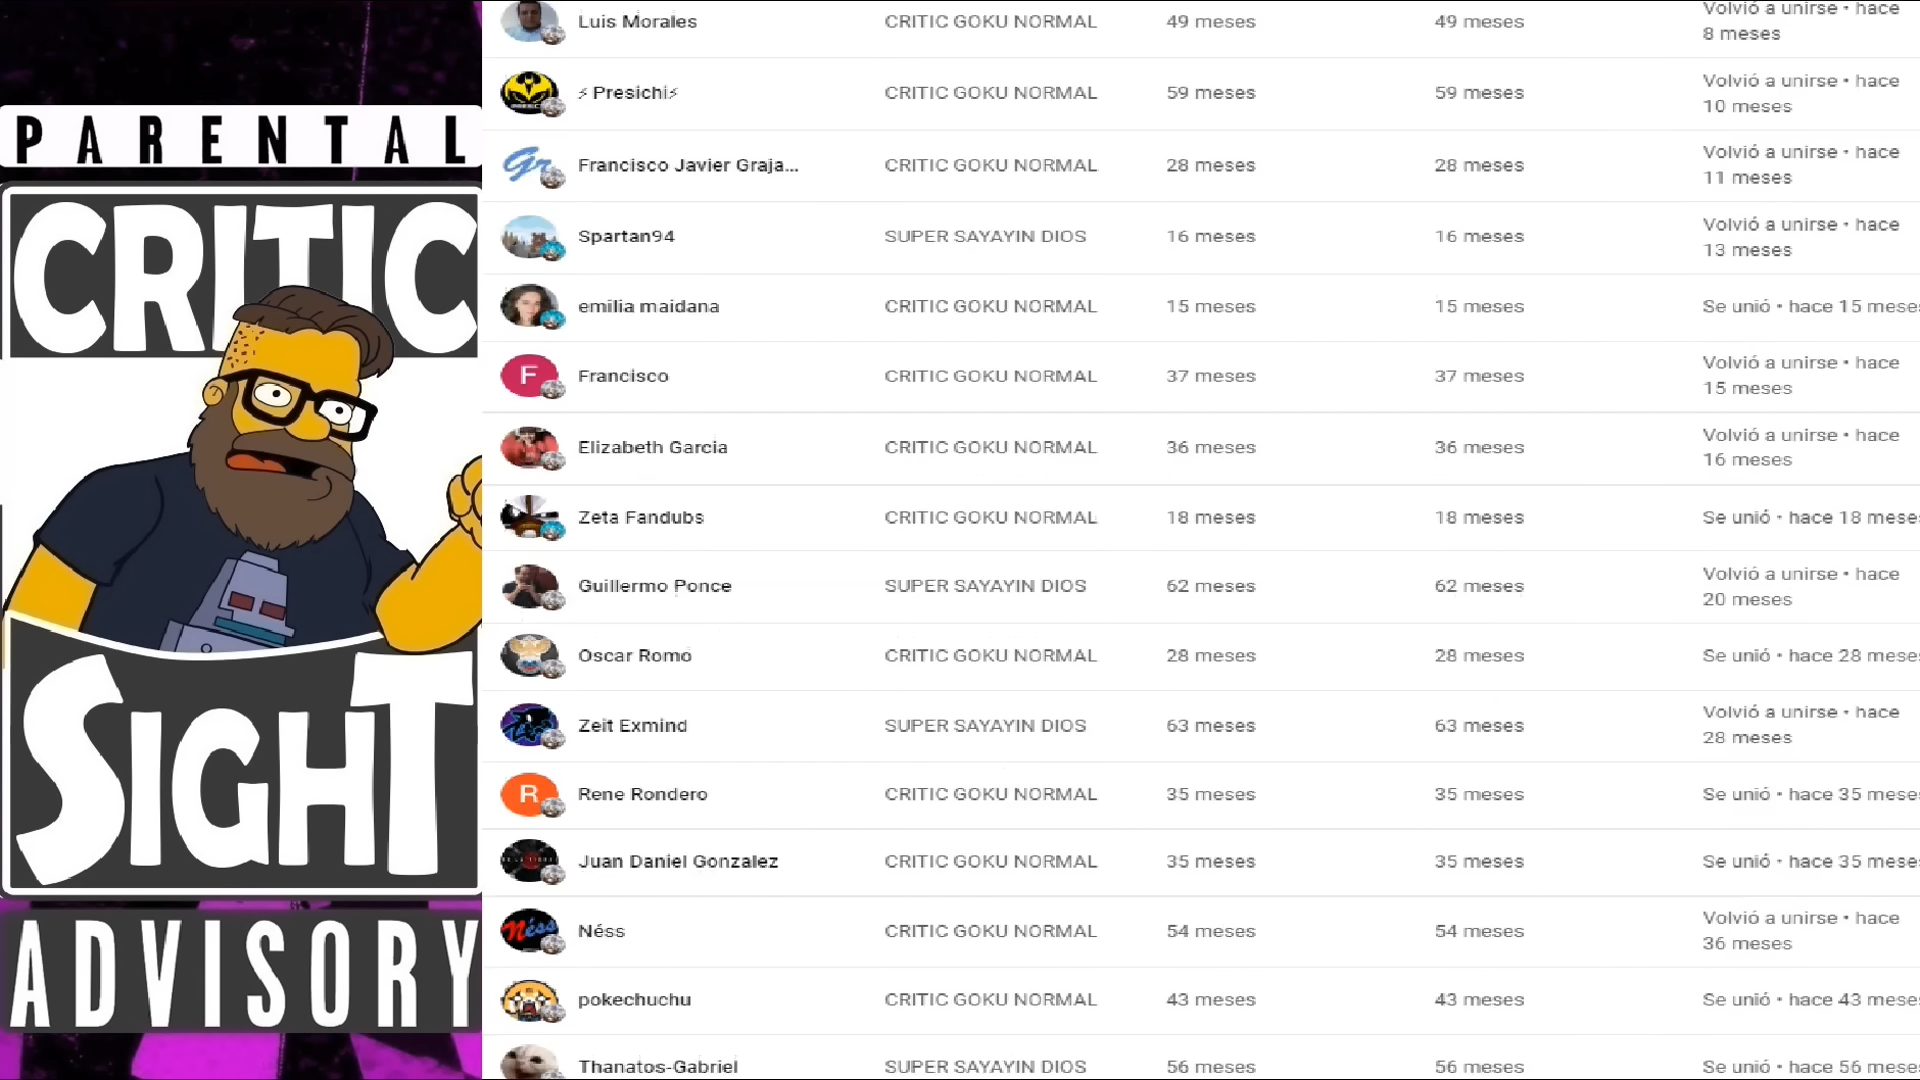 PARENTAL
CRITIC
SIGHT
ADVISORY
Luis Morales CRITIC GOKU NORMAL 49 meses 49 meses Volvió a unirse • hace
8 meses
⚡ Presichi⚡ CRITIC GOKU NORMAL 59 meses 59 meses Volvió a unirse • hace
10 meses
Gr
Francisco Javier Graja... CRITIC GOKU NORMAL 28 meses 28 meses Volvió a unirse • hace
11 meses
Spartan94 SUPER SAYAYIN DIOS 16 meses 16 meses Volvió a unirse • hace
13 meses
emilia maidana CRITIC GOKU NORMAL 15 meses 15 meses Se unió • hace 15 meses
F
Francisco CRITIC GOKU NORMAL 37 meses 37 meses Volvió a unirse • hace
15 meses
Elizabeth Garcia CRITIC GOKU NORMAL 36 meses 36 meses Volvió a unirse • hace
16 meses
Zeta Fandubs CRITIC GOKU NORMAL 18 meses 18 meses Se unió • hace 18 meses
Guillermo Ponce SUPER SAYAYIN DIOS 62 meses 62 meses Volvió a unirse • hace
20 meses
Oscar Romo CRITIC GOKU NORMAL 28 meses 28 meses Se unió • hace 28 meses
Zeit Exmind SUPER SAYAYIN DIOS 63 meses 63 meses Volvió a unirse • hace
28 meses
R
Rene Rondero CRITIC GOKU NORMAL 35 meses 35 meses Se unió • hace 35 meses
Juan Daniel Gonzalez CRITIC GOKU NORMAL 35 meses 35 meses Se unió • hace 35 meses
Néss
Néss CRITIC GOKU NORMAL 54 meses 54 meses Volvió a unirse • hace
36 meses
pokechuchu CRITIC GOKU NORMAL 43 meses 43 meses Se unió • hace 43 meses
Thanatos-Gabriel SUPER SAYAYIN DIOS 56 meses 56 meses Se unió • hace 56 meses